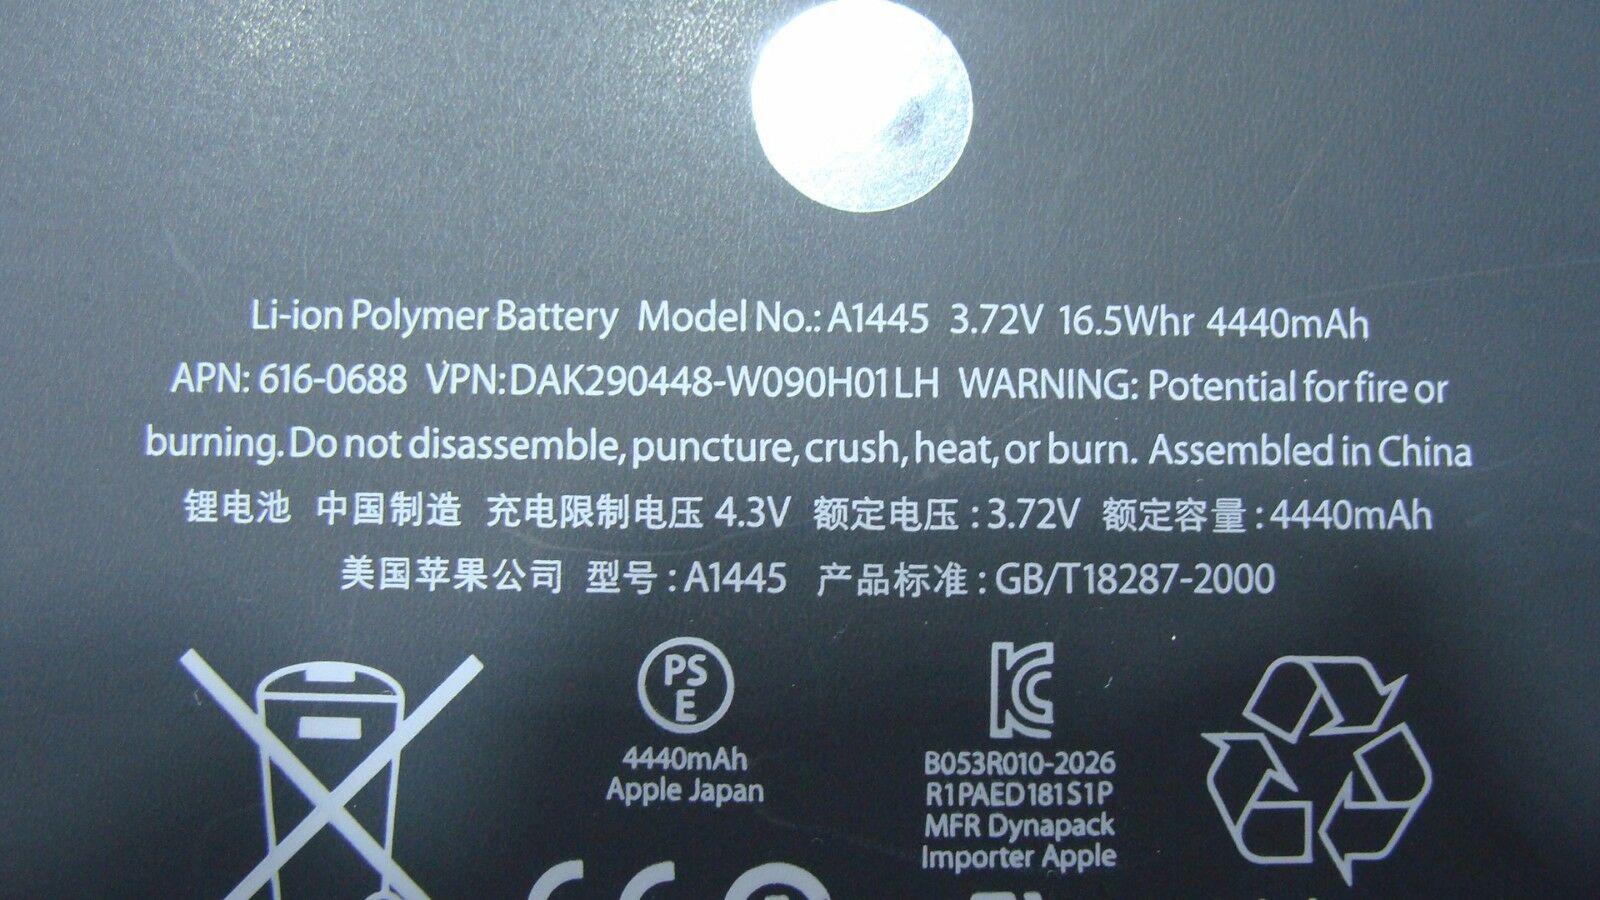 Li-ion Polymer Battery Model No.: A1445 3.72V 16.5Whr 4440mAh
APN: 616-0688 VPN:DAK290448-W090H01LH WARNING: Potential for fire or
burning. Do not disassemble, puncture, crush, heat, or burn. Assembled in China
锂电池 中国制造 充电限制电压 4.3V 额定电压 : 3.72V 额定容量 : 4440mAh
美国苹果公司 型号 : A1445 产品标准 : GB/T18287-2000
PS
E
4440mAh
Apple Japan
B053R010-2026
R1PAED181S1P
MFR Dynapack
Importer Apple